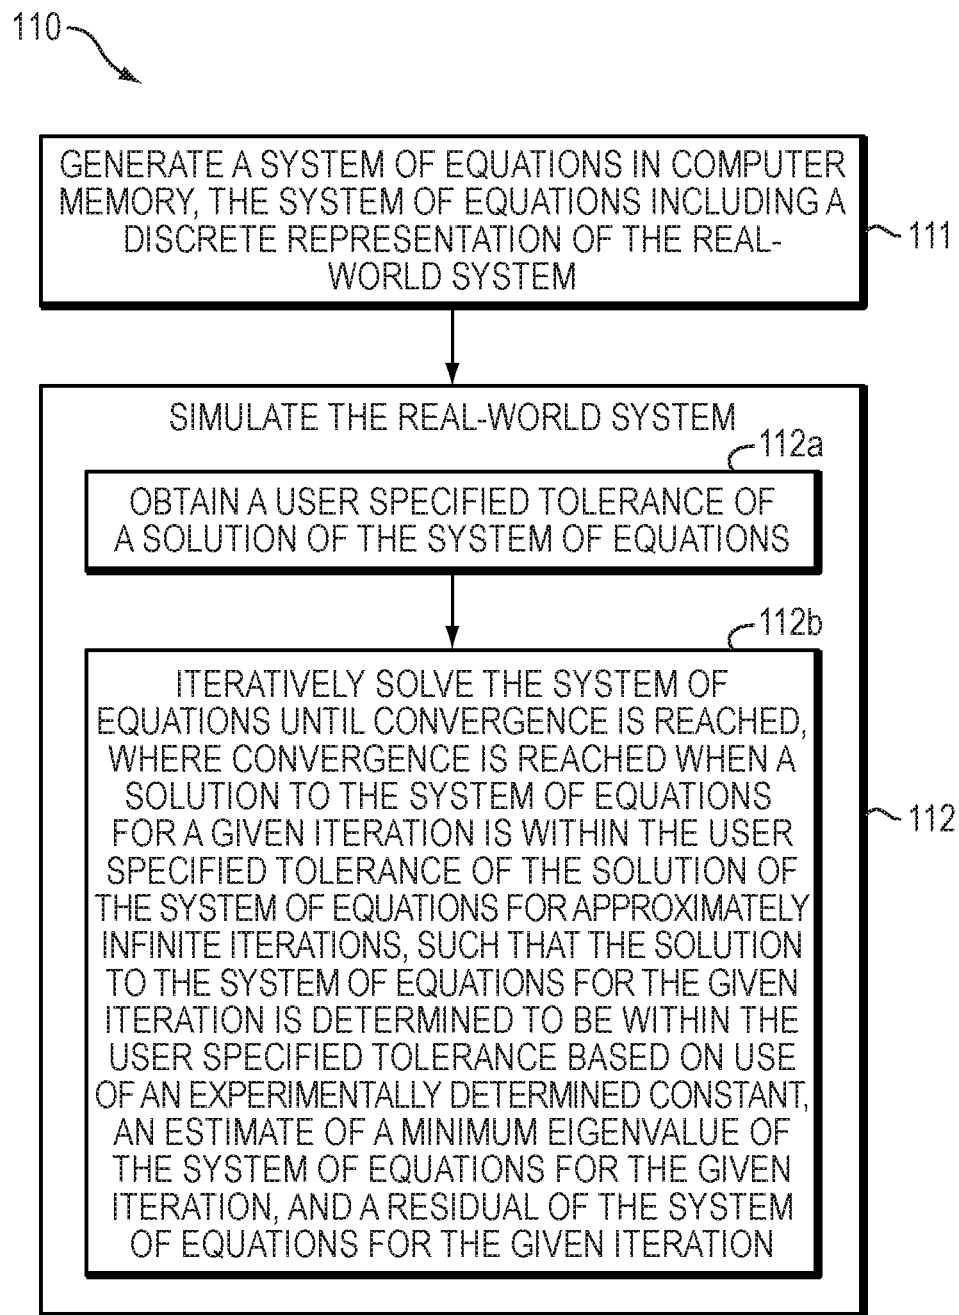 110
GENERATE A SYSTEM OF EQUATIONS IN COMPUTER
MEMORY, THE SYSTEM OF EQUATIONS INCLUDING A
DISCRETE REPRESENTATION OF THE REAL-
WORLD SYSTEM
111
SIMULATE THE REAL-WORLD SYSTEM
112a
OBTAIN A USER SPECIFIED TOLERANCE OF
A SOLUTION OF THE SYSTEM OF EQUATIONS
112b
ITERATIVELY SOLVE THE SYSTEM OF
EQUATIONS UNTIL CONVERGENCE IS REACHED,
WHERE CONVERGENCE IS REACHED WHEN A
SOLUTION TO THE SYSTEM OF EQUATIONS
FOR A GIVEN ITERATION IS WITHIN THE USER
SPECIFIED TOLERANCE OF THE SOLUTION OF
THE SYSTEM OF EQUATIONS FOR APPROXIMATELY
INFINITE ITERATIONS, SUCH THAT THE SOLUTION
TO THE SYSTEM OF EQUATIONS FOR THE GIVEN
ITERATION IS DETERMINED TO BE WITHIN THE
USER SPECIFIED TOLERANCE BASED ON USE
OF AN EXPERIMENTALLY DETERMINED CONSTANT,
AN ESTIMATE OF A MINIMUM EIGENVALUE OF
THE SYSTEM OF EQUATIONS FOR THE GIVEN
ITERATION, AND A RESIDUAL OF THE SYSTEM
OF EQUATIONS FOR THE GIVEN ITERATION
112